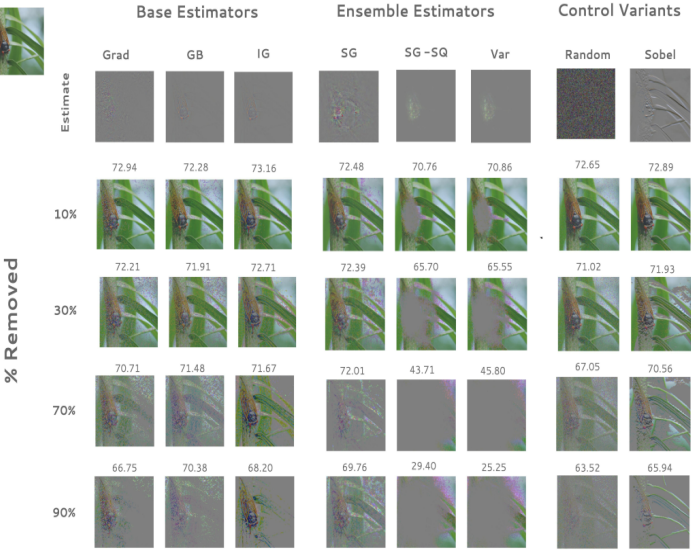 Base Estimators Ensemble Estimators Control Variants
Grad GB IG SG SG-SQ Var Random Sobel
Estimate
72.94 72.28 73.16 72.48 70.76 70.86 72.65 72.89
10%
72.21 71.91 72.71 72.39 65.70 65.55 71.02 71.93
30%
70.71 71.48 71.67 72.01 43.71 45.80 67.05 70.56
70%
66.75 70.38 68.20 69.76 29.40 25.25 63.52 65.94
90%
% Removed